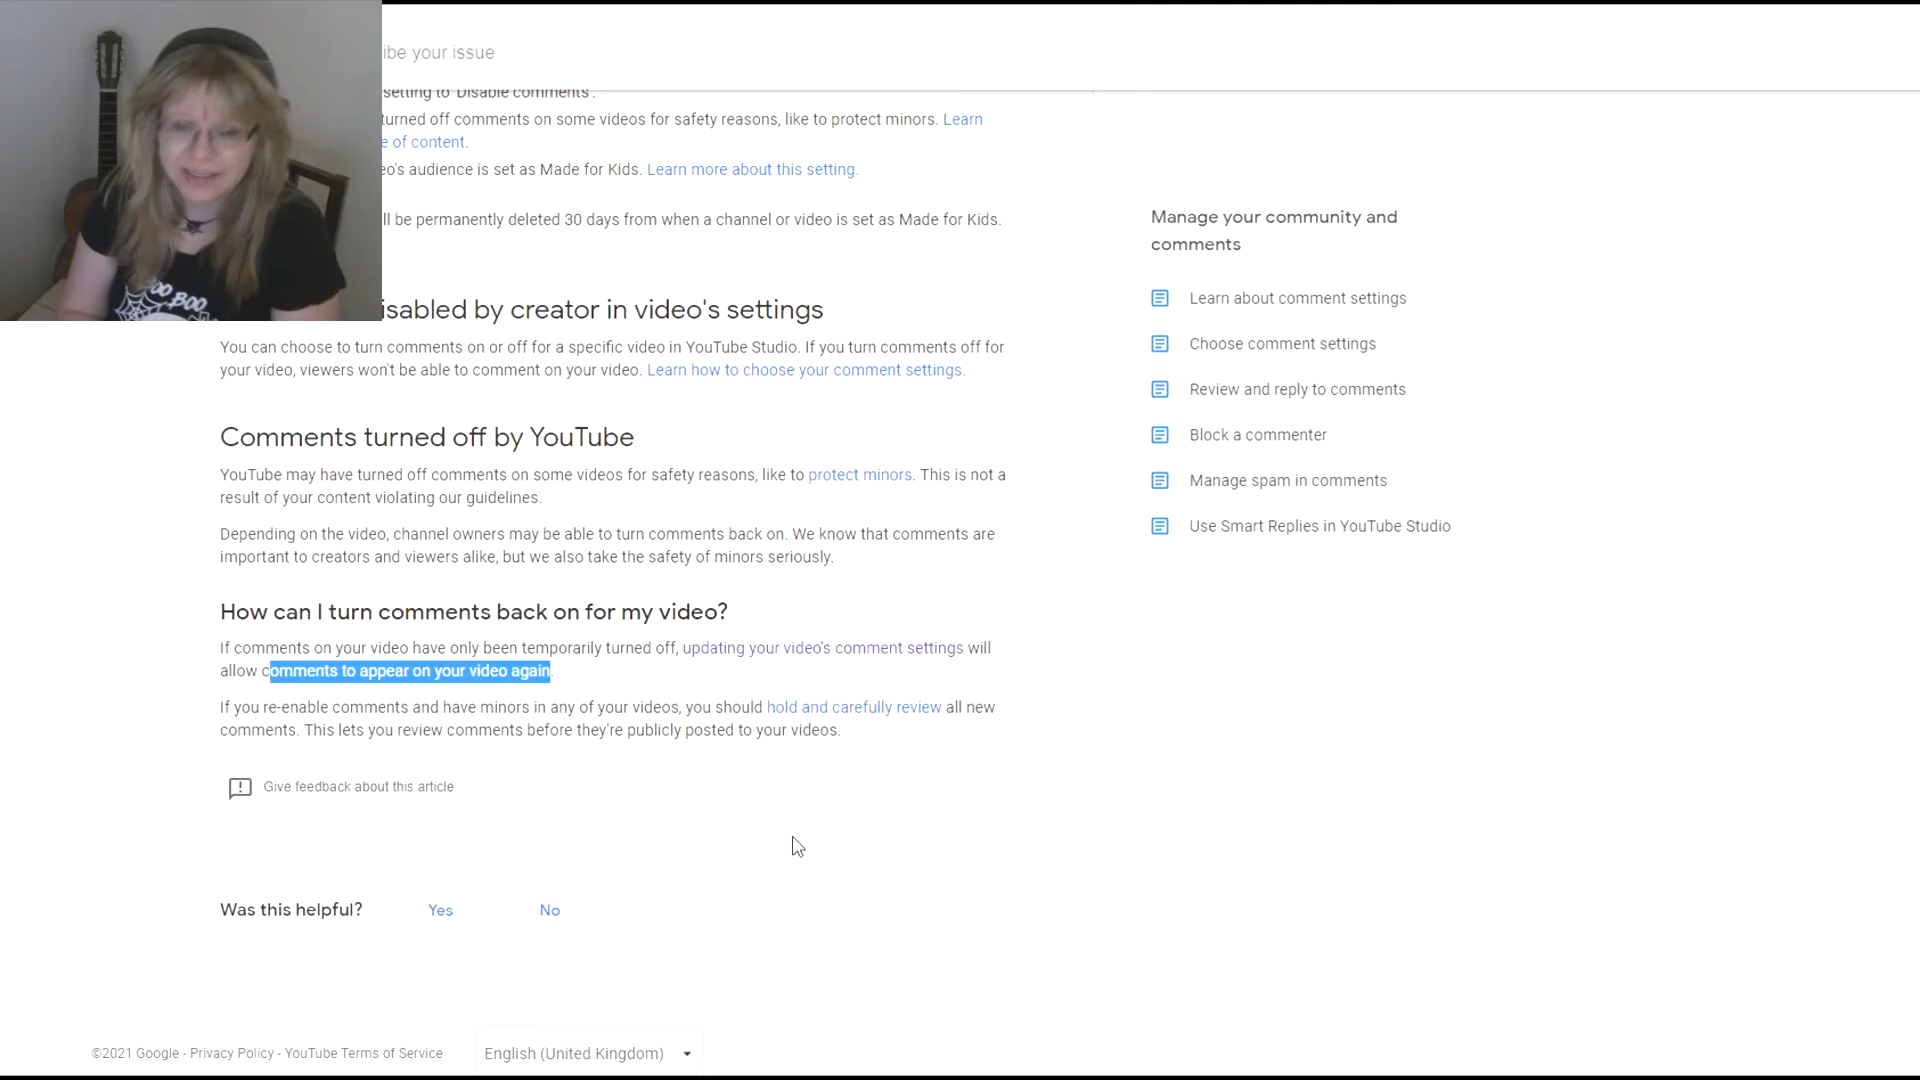 ibe your issue
setting to 'Disable comments'.
turned off comments on some videos for safety reasons, like to protect minors. Learn
e of content.
eo's audience is set as Made for Kids. Learn more about this setting.
ll be permanently deleted 30 days from when a channel or video is set as Made for Kids.
OO BOO
isabled by creator in video's settings
You can choose to turn comments on or off for a specific video in YouTube Studio. If you turn comments off for
your video, viewers won't be able to comment on your video. Learn how to choose your comment settings.
Comments turned off by YouTube
YouTube may have turned off comments on some videos for safety reasons, like to protect minors. This is not a
result of your content violating our guidelines.
Depending on the video, channel owners may be able to turn comments back on. We know that comments are
important to creators and viewers alike, but we also take the safety of minors seriously.
How can I turn comments back on for my video?
If comments on your video have only been temporarily turned off, updating your video's comment settings will
allow comments to appear on your video again.
If you re-enable comments and have minors in any of your videos, you should hold and carefully review all new
comments. This lets you review comments before they're publicly posted to your videos.
Give feedback about this article
Was this helpful?
Yes
No
Manage your community and
comments
Learn about comment settings
Choose comment settings
Review and reply to comments
Block a commenter
Manage spam in comments
Use Smart Replies in YouTube Studio
©2021 Google - Privacy Policy - YouTube Terms of Service
English (United Kingdom)